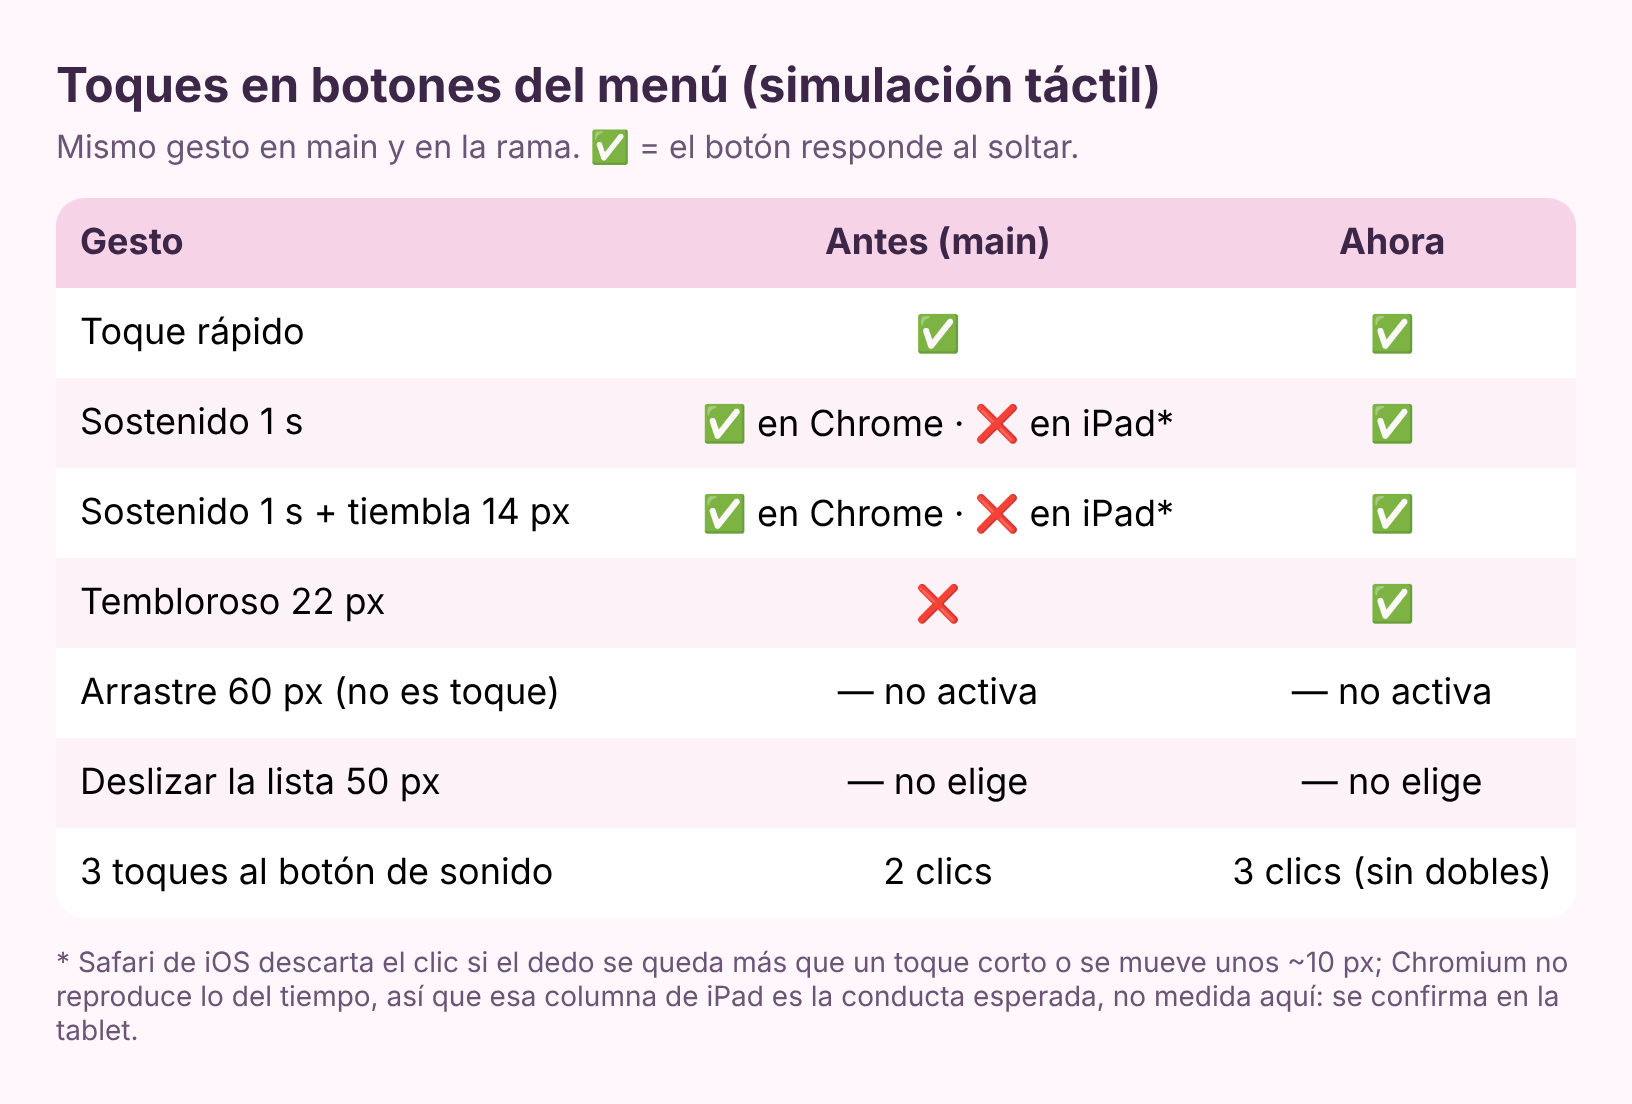 Toques en botones del menú (simulación táctil)
Mismo gesto en main y en la rama. ✅ = el botón responde al soltar.
Gesto Antes (main) Ahora
Toque rápido ✅ ✅
Sostenido 1 s ✅ en Chrome · ❌ en iPad* ✅
Sostenido 1 s + tiembla 14 px ✅ en Chrome · ❌ en iPad* ✅
Tembloroso 22 px ❌ ✅
Arrastre 60 px (no es toque) — no activa — no activa
Deslizar la lista 50 px — no elige — no elige
3 toques al botón de sonido 2 clics 3 clics (sin dobles)
* Safari de iOS descarta el clic si el dedo se queda más que un toque corto o se mueve unos ~10 px; Chromium no
reproduce lo del tiempo, así que esa columna de iPad es la conducta esperada, no medida aquí: se confirma en la
tablet.